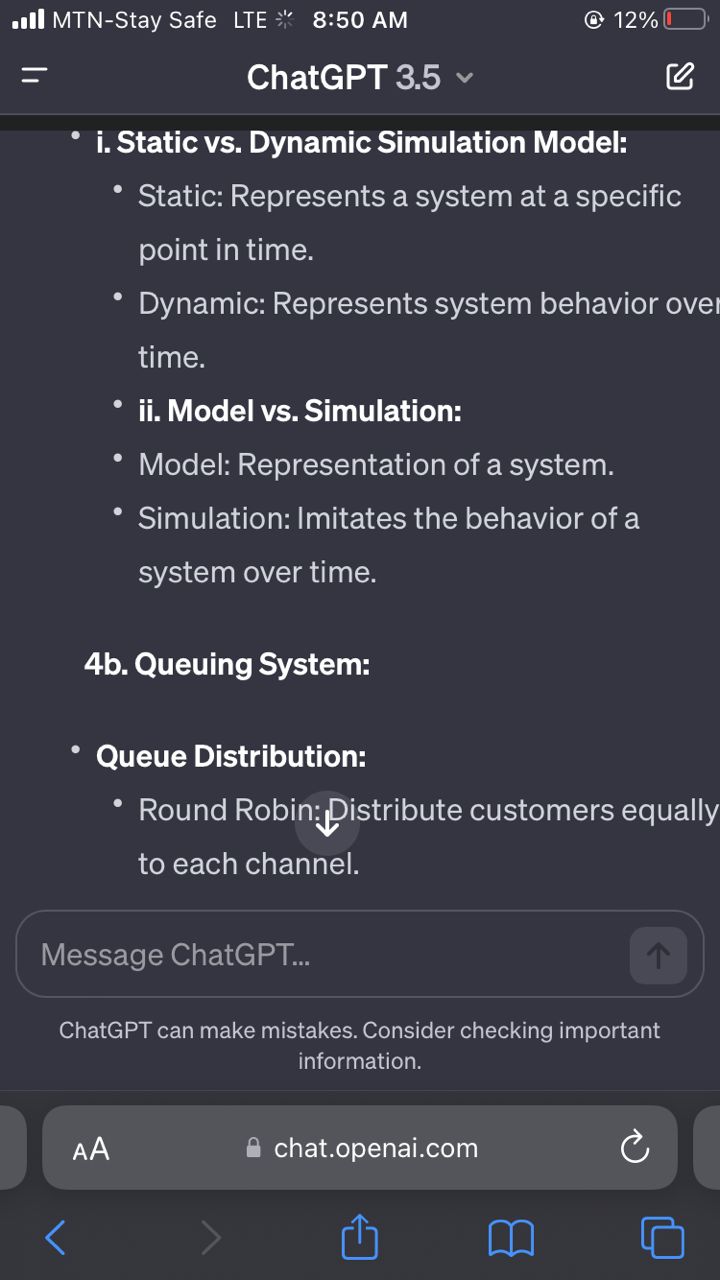 MTN-Stay Safe LTE 8:50 AM 12%
ChatGPT 3.5
• i. Static vs. Dynamic Simulation Model:
• Static: Represents a system at a specific
point in time.
• Dynamic: Represents system behavior over
time.
• ii. Model vs. Simulation:
• Model: Representation of a system.
• Simulation: Imitates the behavior of a
system over time.
4b. Queuing System:
• Queue Distribution:
• Round Robin: Distribute customers equally
to each channel.
Message ChatGPT...
ChatGPT can make mistakes. Consider checking important
information.
AA chat.openai.com